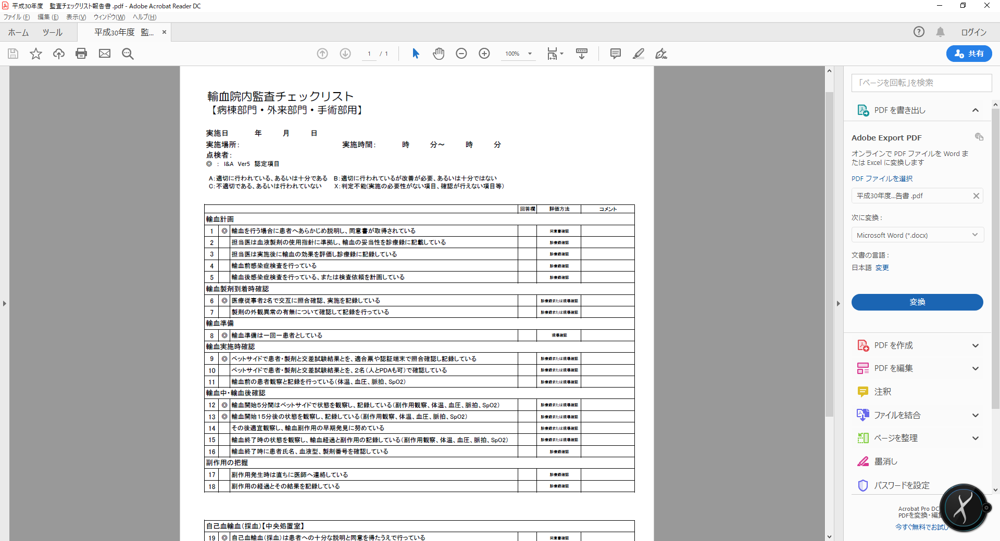 平成30年度　監査チェックリスト報告書 .pdf - Adobe Acrobat Reader DC
ファイル (F)　編集 (E)　表示(V)　ウィンドウ(W)　ヘルプ(H)
ホーム　ツール　平成30年度　監...　×　ログイン
1 / 1　100%　共有
輸血院内監査チェックリスト
【病棟部門・外来部門・手術部用】
実施日　年　月　日
実施場所：　実施時間：　時　分～　時　分
点検者：
◎ ： I&A Ver5 認定項目
A：適切に行われている、あるいは十分である　B：適切に行われているが改善が必要、あるいは十分ではない
C：不適切である、あるいは行われていない　X：判定不能(実施の必要性がない項目、確認が行えない項目等)
回答欄　評価方法　コメント
輸血計画
1　◎　輸血を行う場合に患者へあらかじめ説明し、同意書が取得されている　同意書確認
2　担当医は血液製剤の使用指針に準拠し、輸血の妥当性を診療録に記載している　診療録確認
3　担当医は実施後に輸血の効果を評価し診療録に記録している　診療録確認
4　輸血前感染症検査を行っている　診療録確認
5　輸血後感染症検査を行っている、または検査依頼を計画している　診療録確認
輸血製剤到着時確認
6　◎　医療従事者2名で交互に照合確認、実施を記録している　診療録または現場確認
7　製剤の外観異常の有無について確認して記録を行っている　診療録または現場確認
輸血準備
8　◎　輸血準備は一回一患者としている　現場確認
輸血実施時確認
9　◎　ベットサイドで患者・製剤と交差試験結果とを、適合票や認証端末で照合確認し記録している　診療録または現場確認
10　ベットサイドで患者・製剤と交差試験結果とを、2名（人とPDAも可）で確認している　診療録または現場確認
11　輸血前の患者観察と記録を行っている（体温、血圧、脈拍、SpO2）　診療録または現場確認
輸血中・輸血後確認
12　◎　輸血開始５分間はベットサイドで状態を観察し、記録している（副作用観察、体温、血圧、脈拍、SpO2）　診療録または現場確認
13　◎　輸血開始１５分後の状態を観察し、記録している（副作用観察、体温、血圧、脈拍、SpO2）　診療録または現場確認
14　その後適宜観察し、輸血副作用の早期発見に努めている　診療録または現場確認
15　輸血終了時の状態を観察し、輸血経過と副作用の記録している（副作用観察、体温、血圧、脈拍、SpO2）　診療録または現場確認
16　輸血終了時に患者氏名、血液型、製剤番号を確認している　診療録確認
副作用の把握
17　副作用発生時は直ちに医師へ連絡している　診療録確認
18　副作用の経過とその結果を記録している　診療録確認
自己血輸血（採血）【中央処置室】
19　◎　自己血輸血（採血）は患者への十分な説明と同意を得たうえで行っている　同意書確認
「ページを回転」を検索
PDF を書き出し
Adobe Export PDF
オンラインで PDF ファイルを Word ま
たは Excel に変換します
PDF ファイルを選択
平成30年度...告書 .pdf
次に変換 :
Microsoft Word (*.docx)
文書の言語 :
日本語 変更
変換
PDF を作成
PDF を編集
注釈
ファイルを結合
ページを整理
墨消し
パスワードを設定
Acrobat Pro DC
PDFを変換・編集
今すぐ無料でお試し